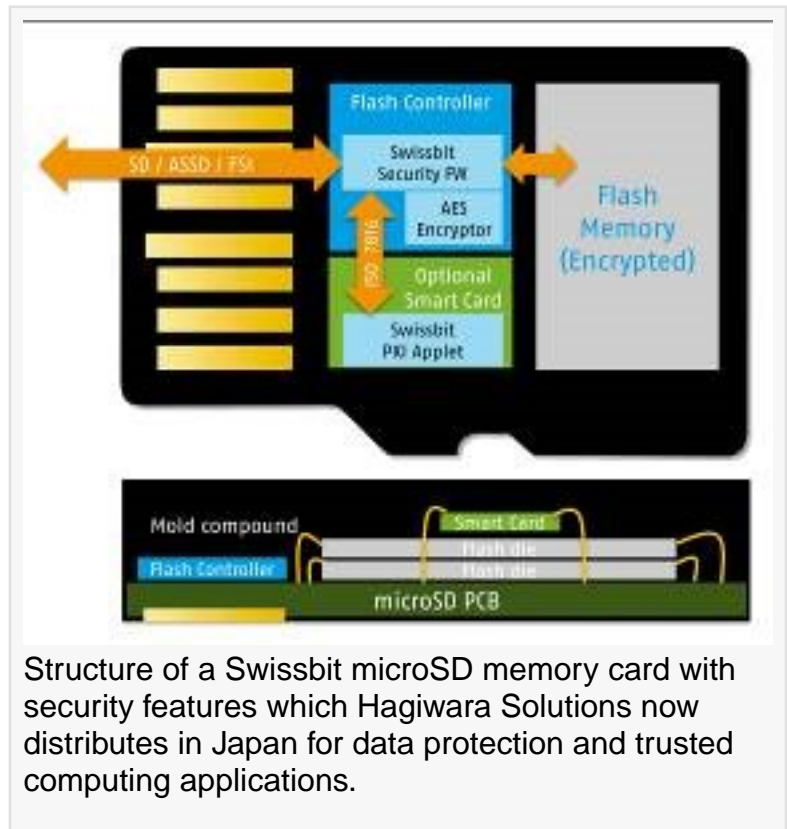 Flash Controller
SD / ASSD / FSI
Swissbit
Security FW
AES
Encryptor
Flash
Memory
(Encrypted)
ISO 7816
Optional
Smart Card
Swissbit
PKI Applet
Mold compound
Smart Card
Flash die
Flash Controller
Flash die
microSD PCB
Structure of a Swissbit microSD memory card with
security features which Hagiwara Solutions now
distributes in Japan for data protection and trusted
computing applications.